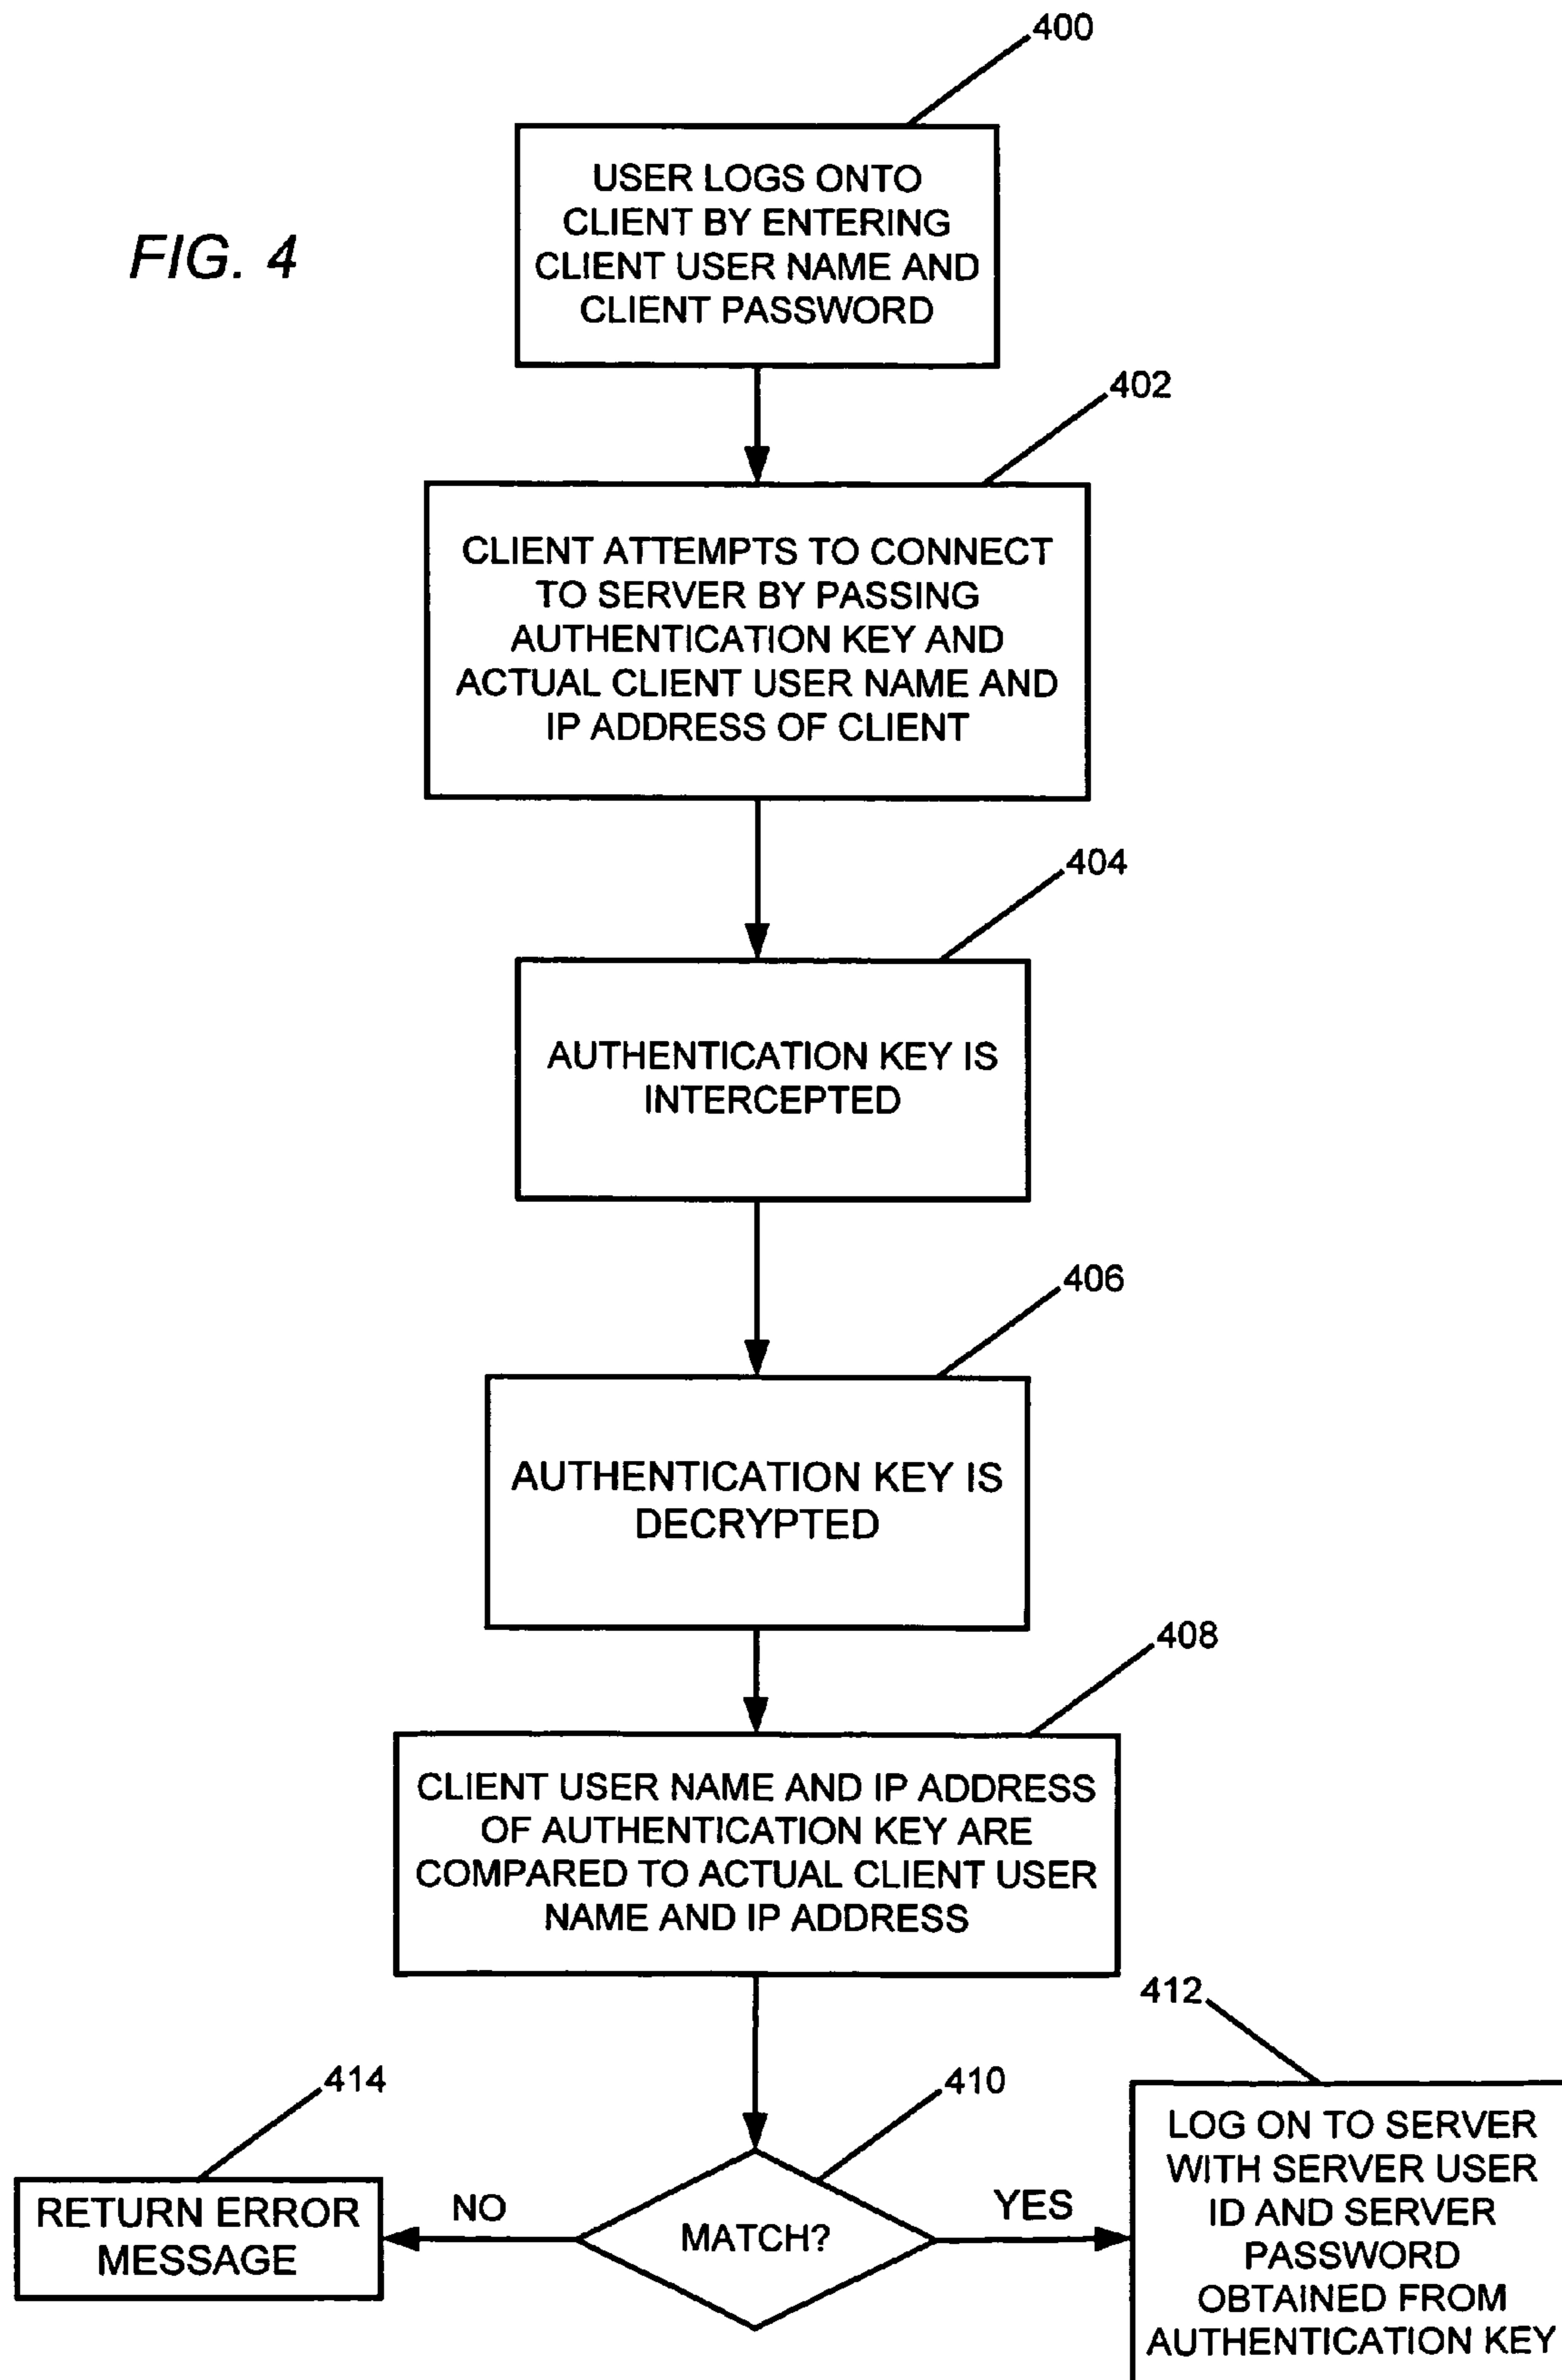 400
USER LOGS ONTO
CLIENT BY ENTERING
CLIENT USER NAME AND
CLIENT PASSWORD
FIG. 4
402
CLIENT ATTEMPTS TO CONNECT
TO SERVER BY PASSING
AUTHENTICATION KEY AND
ACTUAL CLIENT USER NAME AND
IP ADDRESS OF CLIENT
404
AUTHENTICATION KEY IS
INTERCEPTED
406
AUTHENTICATION KEY IS
DECRYPTED
408
CLIENT USER NAME AND IP ADDRESS
OF AUTHENTICATION KEY ARE
COMPARED TO ACTUAL CLIENT USER
NAME AND IP ADDRESS
410
MATCH?
NO
414
RETURN ERROR
MESSAGE
YES
412
LOG ON TO SERVER
WITH SERVER USER
ID AND SERVER
PASSWORD
OBTAINED FROM
AUTHENTICATION KEY